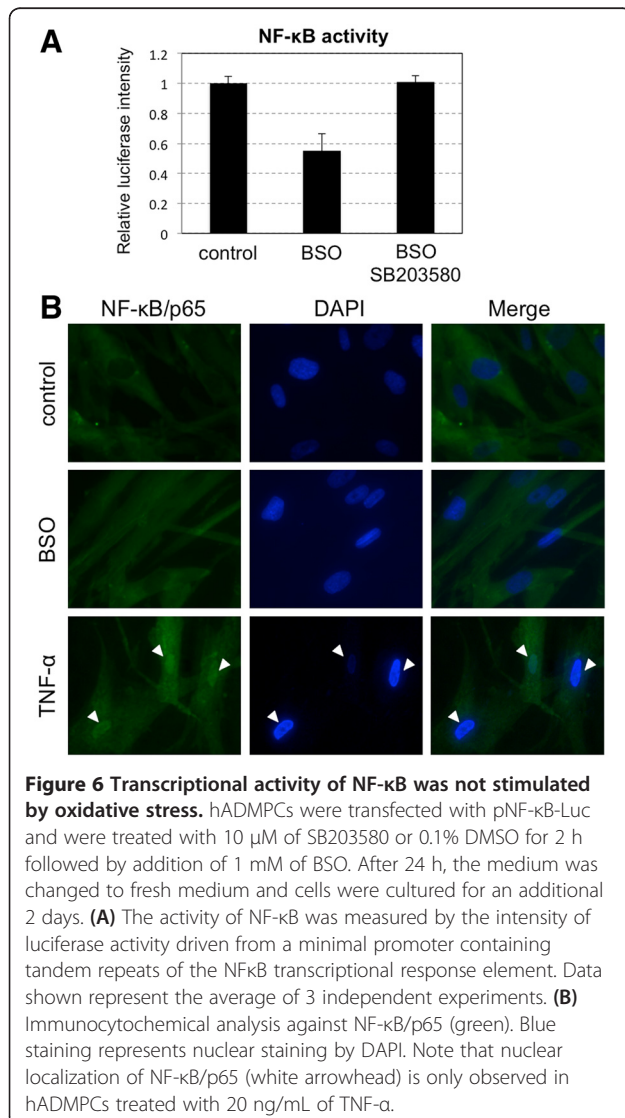 A
NF-κB activity
Relative luciferase intensity
1.2
1
0.8
0.6
0.4
0.2
0
control
BSO
BSO
SB203580
B
NF-κB/p65
DAPI
Merge
control
BSO
TNF-α
Figure 6 Transcriptional activity of NF-κB was not stimulated
by oxidative stress. hADMPCs were transfected with pNF-κB-Luc
and were treated with 10 μM of SB203580 or 0.1% DMSO for 2 h
followed by addition of 1 mM of BSO. After 24 h, the medium was
changed to fresh medium and cells were cultured for an additional
2 days. (A) The activity of NF-κB was measured by the intensity of
luciferase activity driven from a minimal promoter containing
tandem repeats of the NFκB transcriptional response element. Data
shown represent the average of 3 independent experiments. (B)
Immunocytochemical analysis against NF-κB/p65 (green). Blue
staining represents nuclear staining by DAPI. Note that nuclear
localization of NF-κB/p65 (white arrowhead) is only observed in
hADMPCs treated with 20 ng/mL of TNF-α.